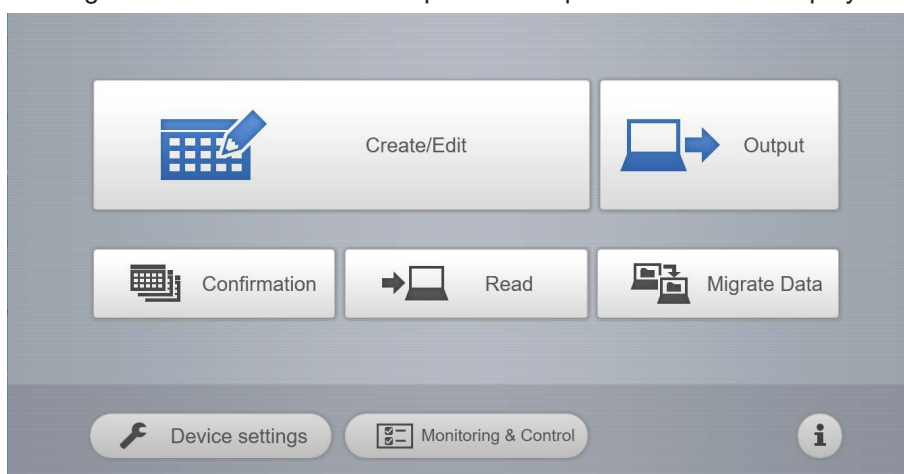 Create/Edit
Output
Confirmation
Read
Migrate Data
Device settings
Monitoring & Control
i